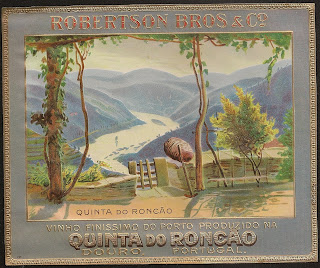 ROBERTSON BROS & Cº
QUINTA DO RONCÃO
VINHO FINISSIMO DO PORTO PRODUZIDO NA
QUINTA DO RONCÃO
DOURO, PORTUGAL